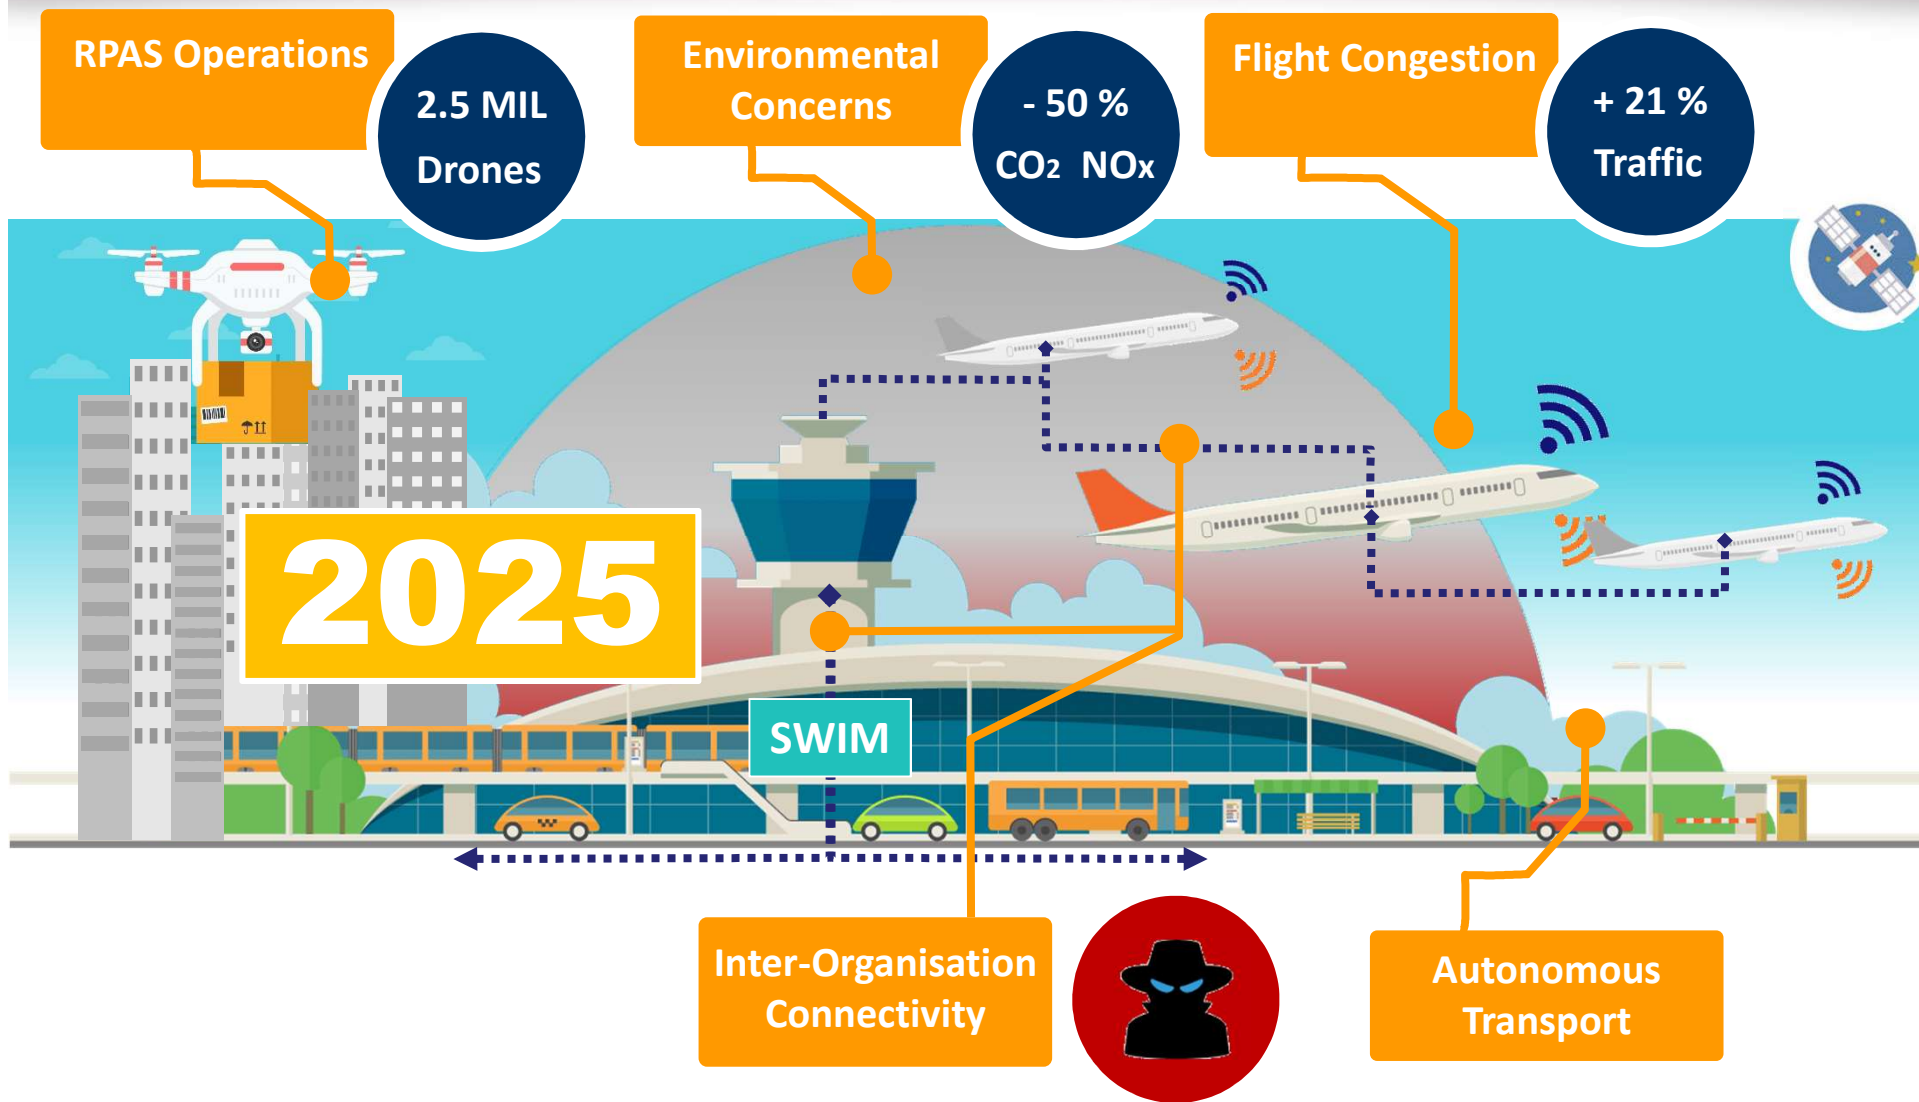 RPAS Operations
2.5 MIL
Drones
Environmental
Concerns
- 50 %
CO2 NOx
Flight Congestion
+ 21 %
Traffic
2025
SWIM
Inter-Organisation
Connectivity
Autonomous
Transport